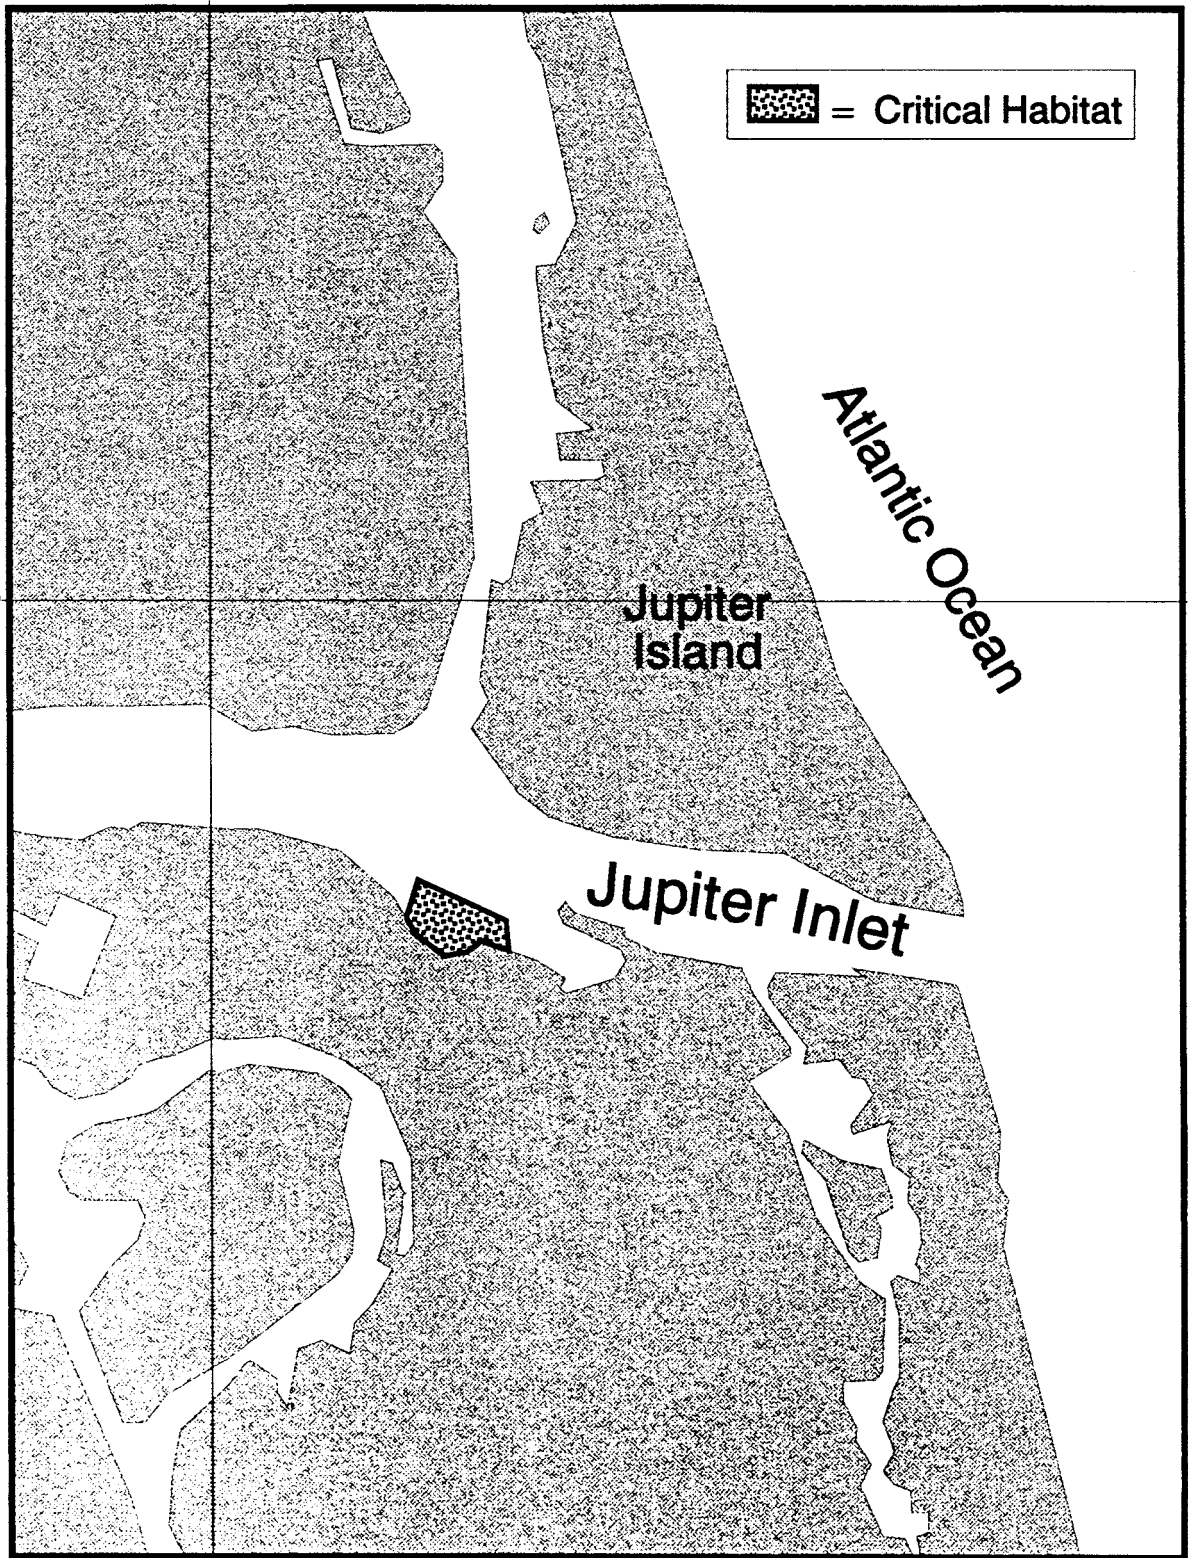 = Critical Habitat
Atlantic Ocean
Jupiter
Island
Jupiter Inlet